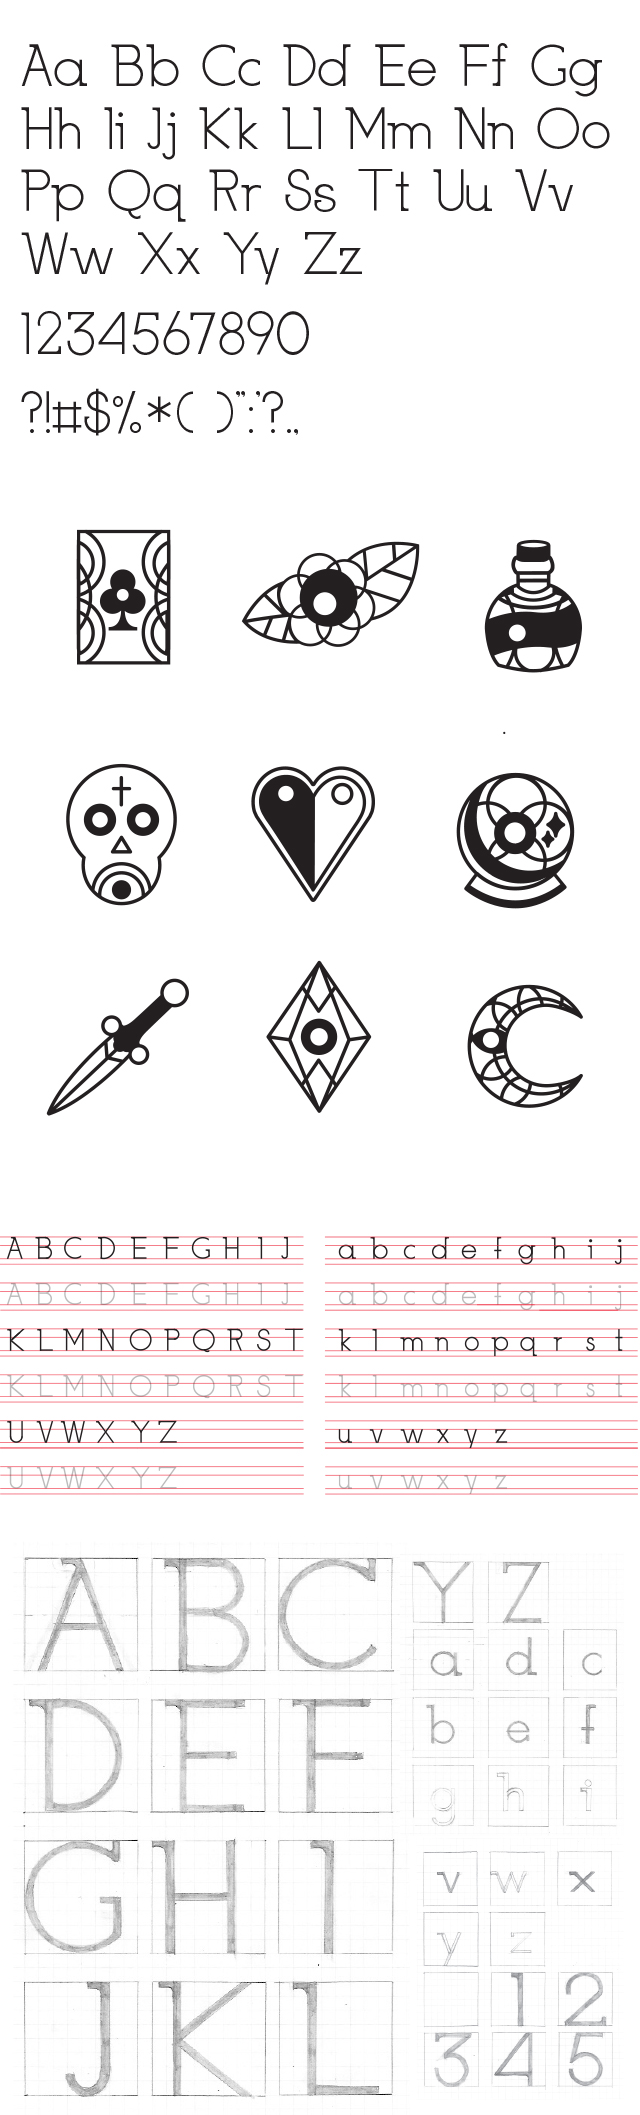 Aa Bb Cc Dd Ee Ff Gg
Hh Ii Jj Kk Ll Mm Nn Oo
Pp Qq Rr Ss Tt Uu Vv
Ww Xx Yy Zz
1234567890
?!#$%*( )":'?.,
A B C D E F G H I J
A B C D E F G H I J
K L M N O P Q R S T
K L M N O P Q R S T
U V W X Y Z
U V W X Y Z
a b c d e f g h i j
a b c d e f g h i j
k l m n o p q r s t
k l m n o p q r s t
u v w x y z
u v w x y z
A B C
D E F
G H I
J K L
Y Z
a d c
b e f
g h i
v w x
y z
1 2
3 4 5